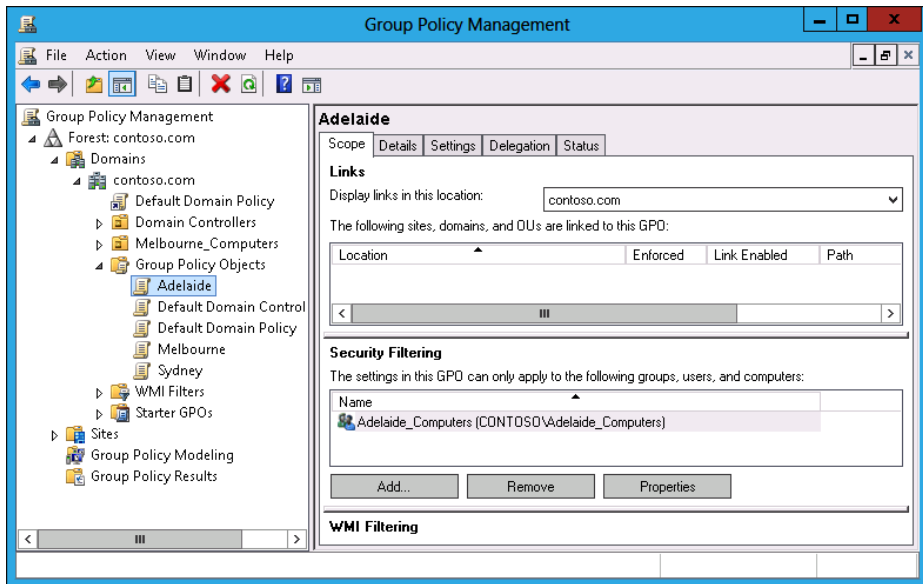 Group Policy Management
File Action View Window Help
Group Policy Management
Forest: contoso.com
Domains
contoso.com
Default Domain Policy
Domain Controllers
Melbourne_Computers
Group Policy Objects
Adelaide
Default Domain Control
Default Domain Policy
Melbourne
Sydney
WMI Filters
Starter GPOs
Sites
Group Policy Modeling
Group Policy Results
Adelaide
Scope Details Settings Delegation Status
Links
Display links in this location: contoso.com
The following sites, domains, and OUs are linked to this GPO:
Location Enforced Link Enabled Path
Security Filtering
The settings in this GPO can only apply to the following groups, users, and computers:
Name
Adelaide_Computers (CONTOSO\Adelaide_Computers)
Add... Remove Properties
WMI Filtering